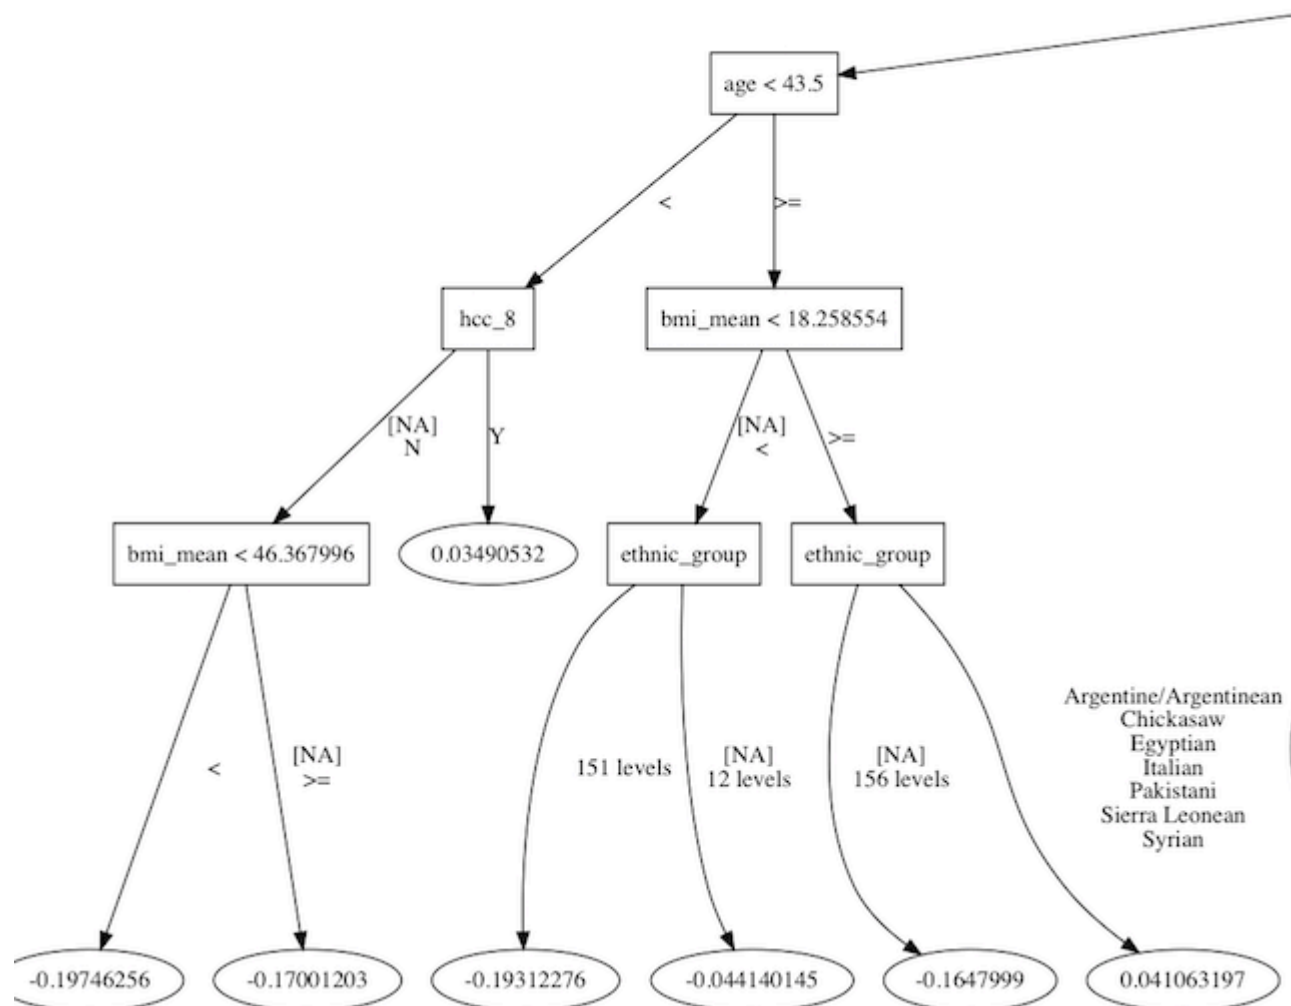 age < 43.5
<
>=
hcc_8
bmi_mean < 18.258554
[NA]
N
Y
[NA]
<
>=
bmi_mean < 46.367996
0.03490532
ethnic_group
ethnic_group
<
[NA]
>=
151 levels
[NA]
12 levels
[NA]
156 levels
Argentine/Argentinean
Chickasaw
Egyptian
Italian
Pakistani
Sierra Leonean
Syrian
-0.19746256
-0.17001203
-0.19312276
-0.044140145
-0.1647999
0.041063197